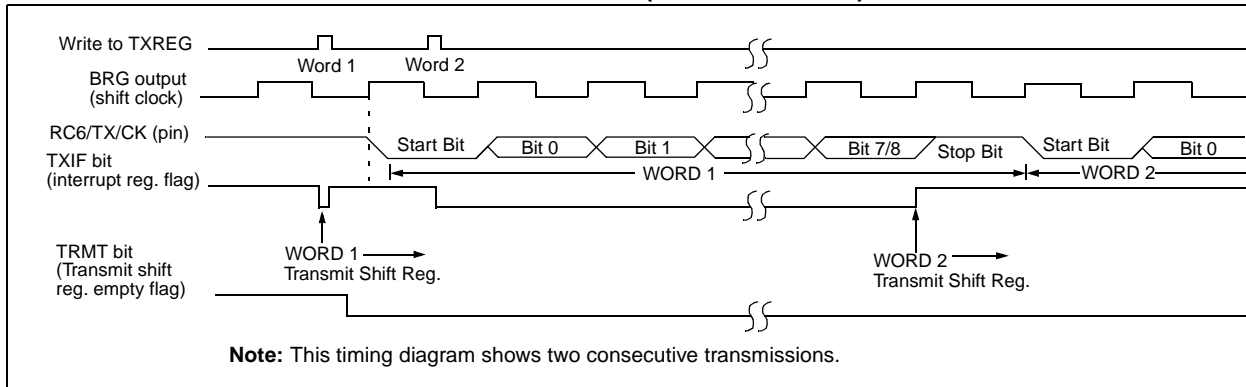 Write to TXREG
Word 1 Word 2
BRG output
(shift clock)
RC6/TX/CK (pin)
Start Bit Bit 0 Bit 1 Bit 7/8 Stop Bit Start Bit Bit 0
TXIF bit
(interrupt reg. flag)
WORD 1 WORD 2
TRMT bit
(Transmit shift
reg. empty flag)
WORD 1
Transmit Shift Reg.
WORD 2
Transmit Shift Reg.
Note: This timing diagram shows two consecutive transmissions.